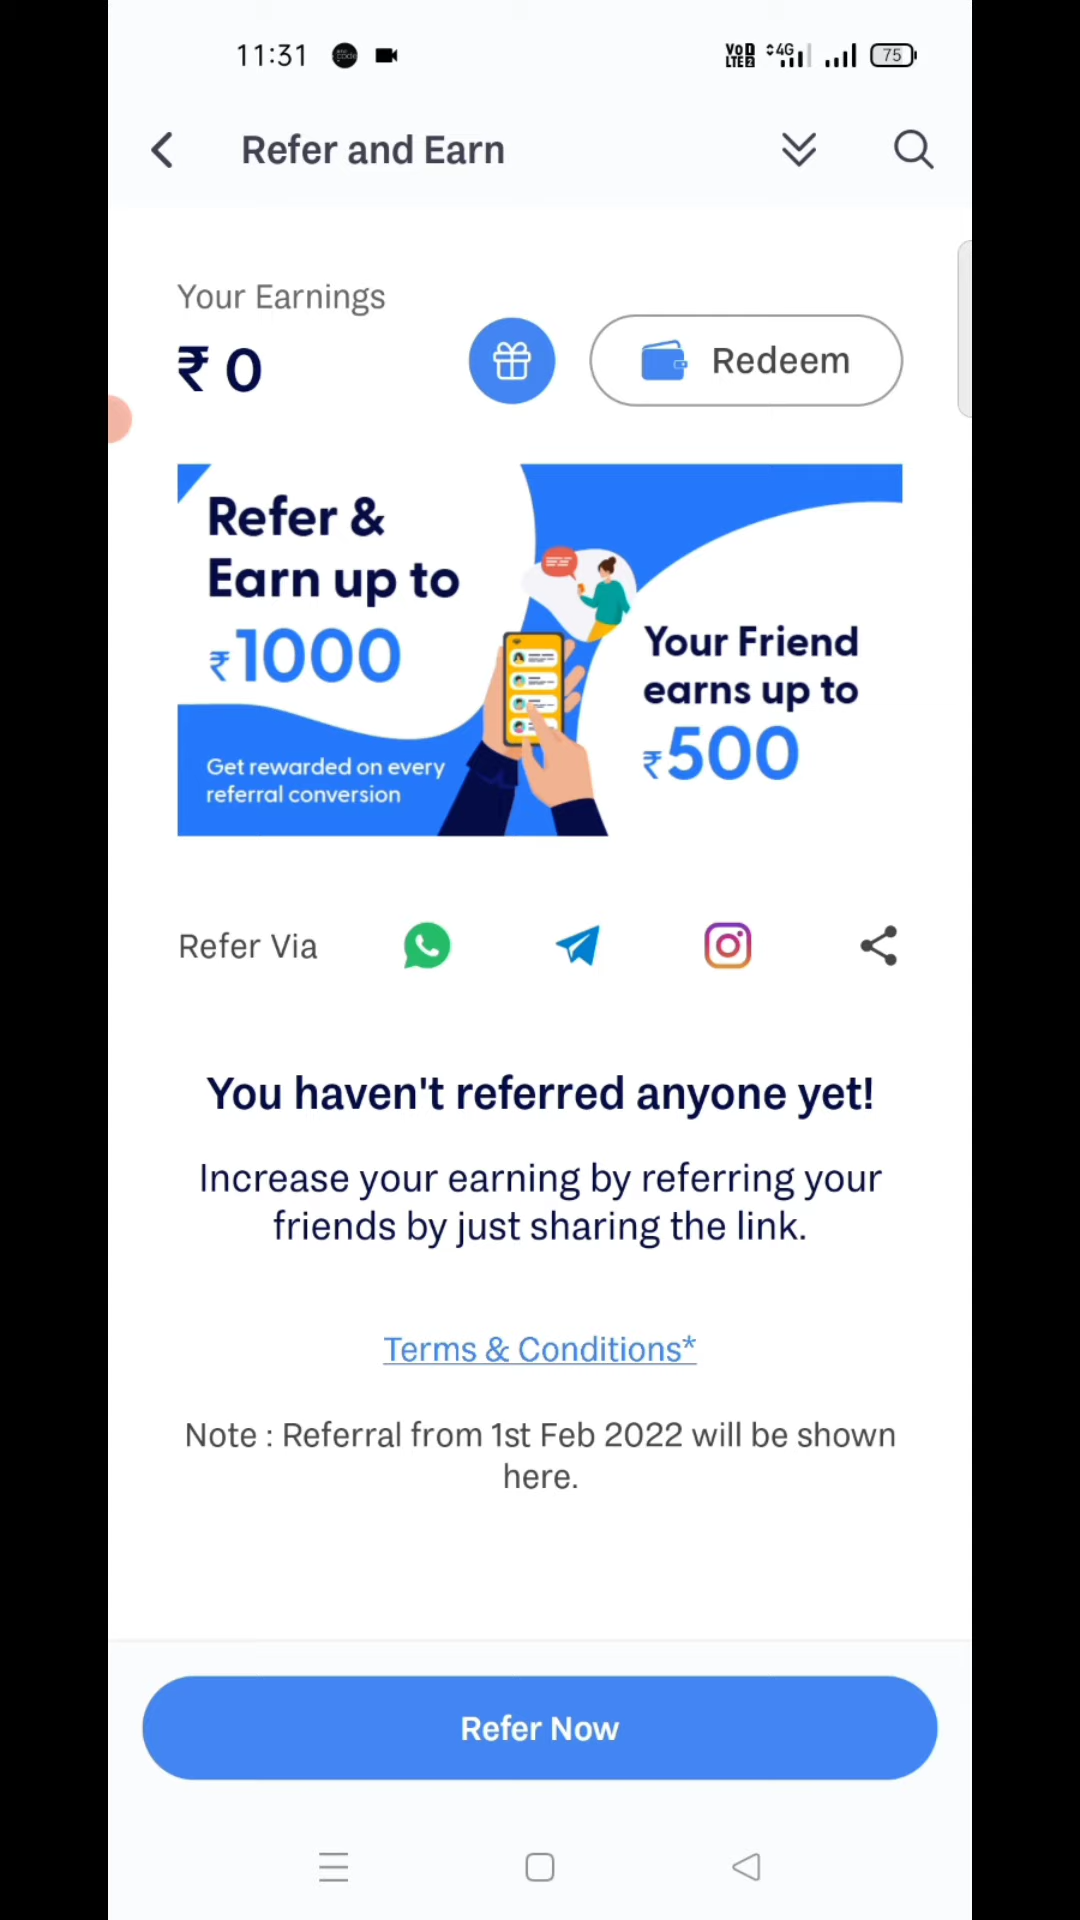 11:31
VoD
LTE2
4G
75
Refer and Earn
Your Earnings
₹ 0
Redeem
Refer &
Earn up to
₹1000
Get rewarded on every
referral conversion
Your Friend
earns up to
₹500
Refer Via
You haven't referred anyone yet!
Increase your earning by referring your
friends by just sharing the link.
Terms & Conditions*
Note : Referral from 1st Feb 2022 will be shown
here.
Refer Now